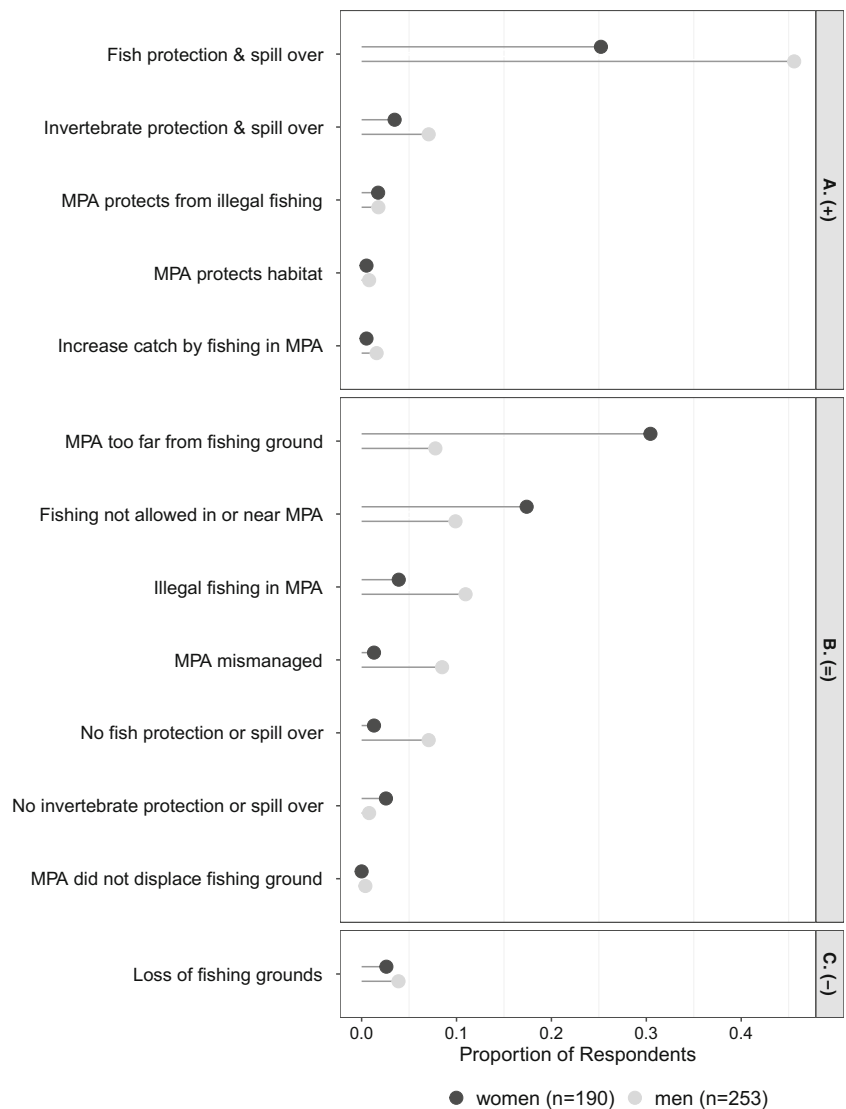 Fish protection & spill over
Invertebrate protection & spill over
MPA protects from illegal fishing
MPA protects habitat
Increase catch by fishing in MPA
A. (+)
MPA too far from fishing ground
Fishing not allowed in or near MPA
Illegal fishing in MPA
MPA mismanaged
No fish protection or spill over
No invertebrate protection or spill over
MPA did not displace fishing ground
B. (=)
Loss of fishing grounds
C. (−)
0.0 0.1 0.2 0.3 0.4
Proportion of Respondents
women (n=190) men (n=253)